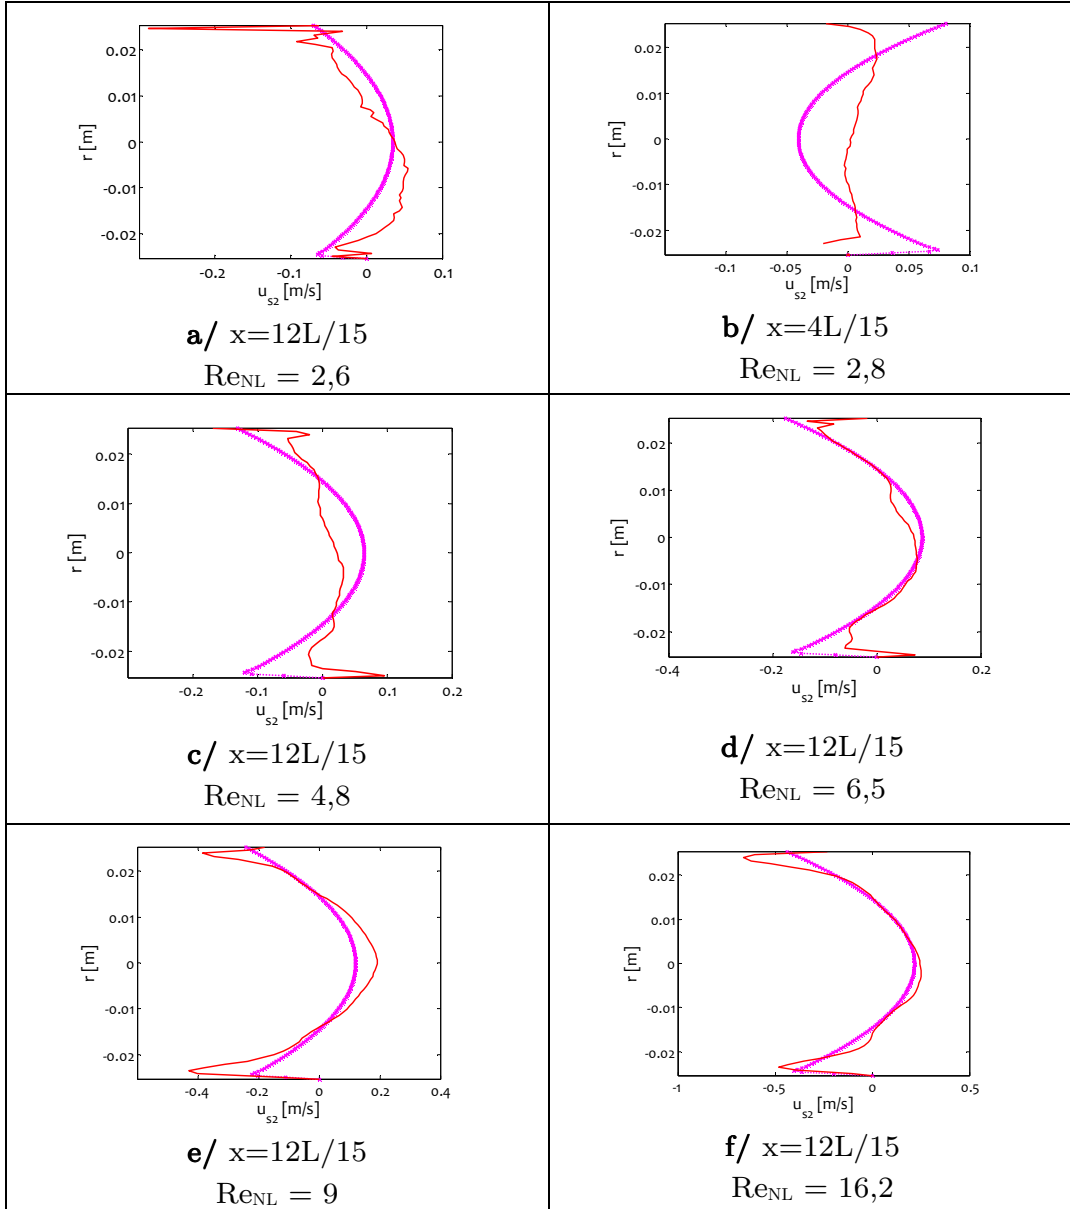 0.02
0.01
0
-0.01
-0.02
r [m]
-0.2
-0.1
0
0.1
u_s2 [m/s]
a/ x=12L/15
Re_NL = 2,6
0.02
0.01
0
-0.01
-0.02
r [m]
-0.1
-0.05
0
0.05
0.1
u_s2 [m/s]
b/ x=4L/15
Re_NL = 2,8
0.02
0.01
0
-0.01
-0.02
r [m]
-0.2
-0.1
0
0.1
0.2
u_s2 [m/s]
c/ x=12L/15
Re_NL = 4,8
0.02
0.01
0
-0.01
-0.02
r [m]
-0.4
-0.2
0
0.2
u_s2 [m/s]
d/ x=12L/15
Re_NL = 6,5
0.02
0.01
0
-0.01
-0.02
r [m]
-0.4
-0.2
0
0.2
0.4
u_s2 [m/s]
e/ x=12L/15
Re_NL = 9
0.02
0.01
0
-0.01
-0.02
r [m]
-1
-0.5
0
0.5
u_s2 [m/s]
f/ x=12L/15
Re_NL = 16,2